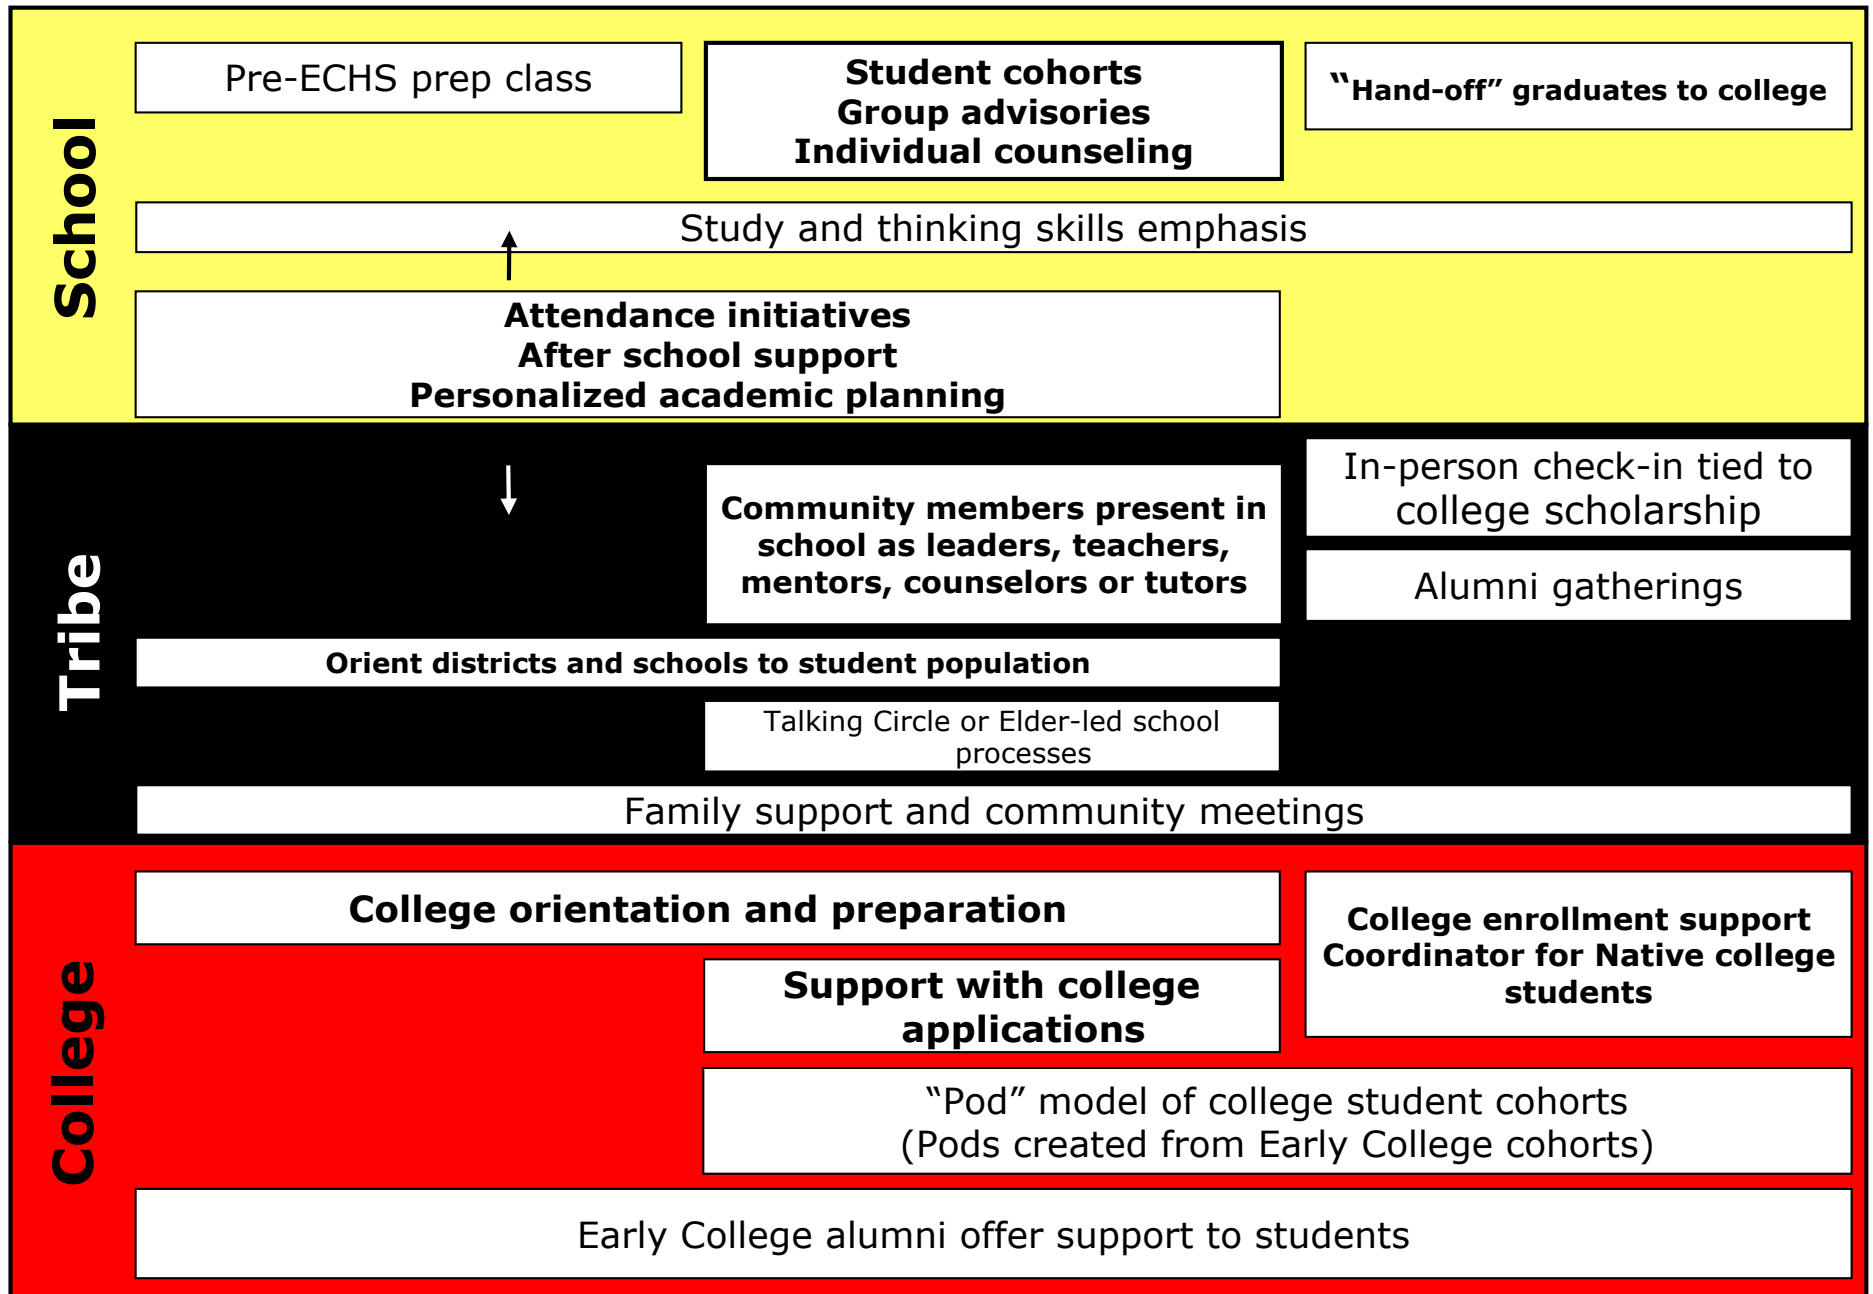 School
Pre-ECHS prep class
Student cohorts
Group advisories
Individual counseling
“Hand-off” graduates to college
Study and thinking skills emphasis
Attendance initiatives
After school support
Personalized academic planning
Tribe
Community members present in
school as leaders, teachers,
mentors, counselors or tutors
In-person check-in tied to
college scholarship
Alumni gatherings
Orient districts and schools to student population
Talking Circle or Elder-led school
processes
Family support and community meetings
College
College orientation and preparation
College enrollment support
Coordinator for Native college
students
Support with college
applications
“Pod” model of college student cohorts
(Pods created from Early College cohorts)
Early College alumni offer support to students